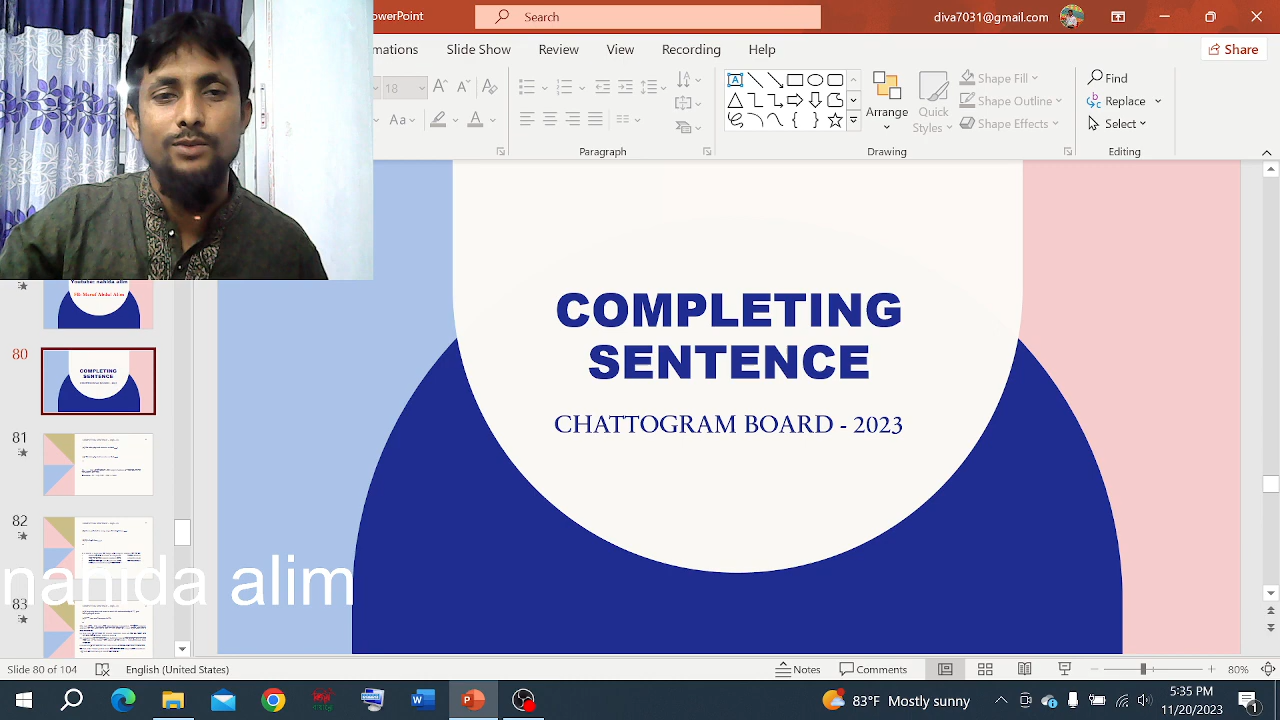 PowerPoint
Search
diva7031@gmail.com
mations
Slide Show
Review
View
Recording
Help
Share
8
Aa
Arrange
Quick
Styles
Shape Fill
Shape Outline
Shape Effects
Find
Replace
Select
Paragraph
Drawing
Editing
Youtube: nahida alim
80
COMPLETING
SENTENCE
81
82
COMPLETING
SENTENCE
CHATTOGRAM BOARD - 2023
nahida alim
Slide 80 of 104
English (United States)
Notes
Comments
80%
83°F Mostly sunny
3:35 PM
11/20/2023